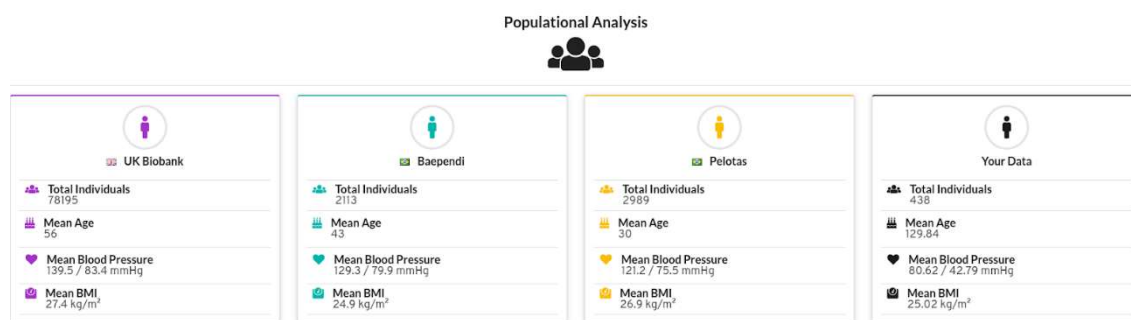 Populational Analysis
UK Biobank
Total Individuals
78195
Mean Age
56
Mean Blood Pressure
139.5 / 83.4 mmHg
Mean BMI
27.4 kg/m²
Baependi
Total Individuals
2113
Mean Age
43
Mean Blood Pressure
129.3 / 79.9 mmHg
Mean BMI
24.9 kg/m²
Pelotas
Total Individuals
2989
Mean Age
30
Mean Blood Pressure
121.2 / 75.5 mmHg
Mean BMI
26.9 kg/m²
Your Data
Total Individuals
438
Mean Age
129.84
Mean Blood Pressure
80.62 / 42.79 mmHg
Mean BMI
25.02 kg/m²